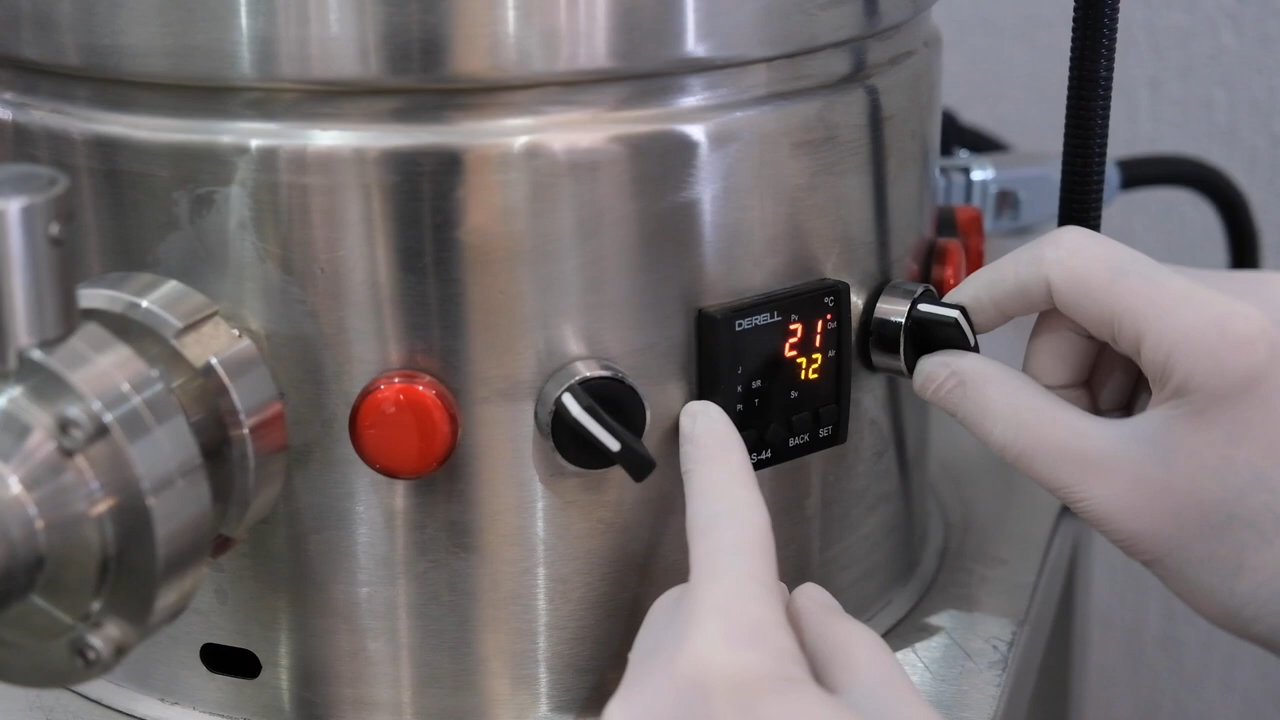 °C
DERELL
Pv
21
Out
72
Alr
J
K S/R
Pt T
Sv
BACK SET
S-44